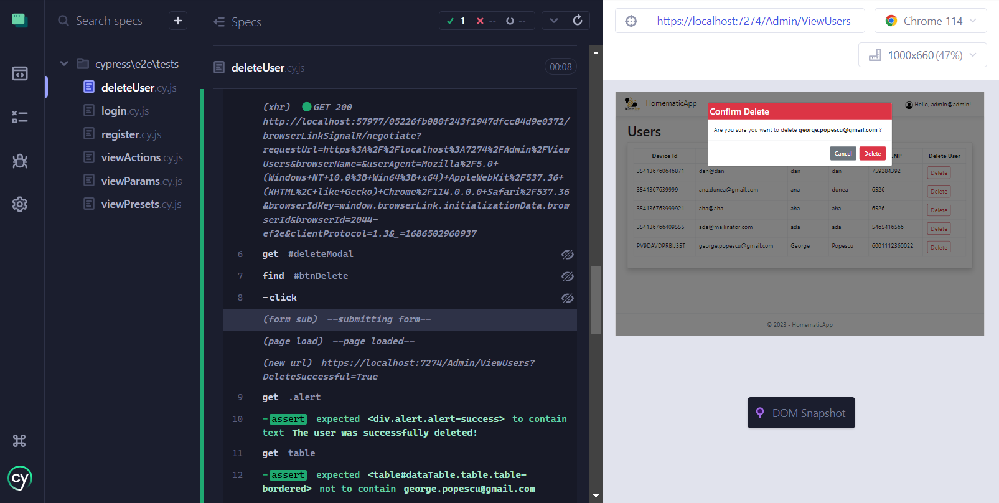 Search specs
+
cypress\e2e\tests
deleteUser.cy.js
login.cy.js
register.cy.js
viewActions.cy.js
viewParams.cy.js
viewPresets.cy.js
cy
Specs
1 -- --
deleteUser.cy.js 00:08
(xhr) GET 200
http://localhost:57977/05226fb080f243f1947dfcc84d9e0372/
browserLinkSignalR/negotiate?
requestUrl=https%3A%2F%2Flocalhost%3A7274%2FAdmin%2FView
Users&browserName=&userAgent=Mozilla%2F5.0+
(Windows+NT+10.0%3B+Win64%3B+x64)+AppleWebKit%2F537.36+
(KHTML%2C+like+Gecko)+Chrome%2F114.0.0.0+Safari%2F537.36
&browserIdKey=window.browserLink.initializationData.brow
serId&browserId=2044-
ef2e&clientProtocol=1.3&_=1686502960937
6 get #deleteModal
7 find #btnDelete
8 -click
(form sub) --submitting form--
(page load) --page loaded--
(new url) https://localhost:7274/Admin/ViewUsers?
DeleteSuccessful=True
9 get .alert
10 -assert expected <div.alert.alert-success> to contain
text The user was successfully deleted!
11 get table
12 -assert expected <table#dataTable.table.table-
bordered> not to contain george.popescu@gmail.com
https://localhost:7274/Admin/ViewUsers
Chrome 114
1000x660 (47%)
HomematicApp
Hello, admin@admin!
Confirm Delete
Are you sure you want to delete george.popescu@gmail.com ?
Cancel Delete
Users
Device Id CNP Delete User
354136760646871 dan@dan dan dan 759284392 Delete
3541367639999 ana.dunea@gmail.com ana dunea 6526 Delete
354136763999921 aha@aha aha aha 6526 Delete
354136766409555 ada@mailinator.com ada ada 5465416566 Delete
PV9DAVDPR8U35T george.popescu@gmail.com George Popescu 6001112360022 Delete
© 2023 - HomematicApp
DOM Snapshot